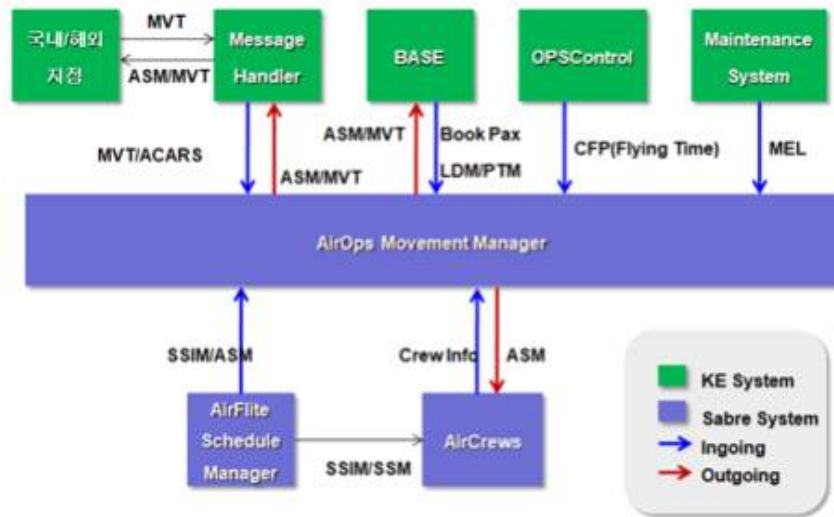 MVT
국내/해외
지점
ASM/MVT
Message
Handler
BASE
OPSControl
Maintenance
System
MVT/ACARS
ASM/MVT
ASM/MVT
Book Pax
LDM/PTM
CFP(Flying Time)
MEL
AirOps Movement Manager
SSIM/ASM
Crew Info
ASM
AirFlite
Schedule
Manager
SSIM/SSM
AirCrews
KE System
Sabre System
Ingoing
Outgoing